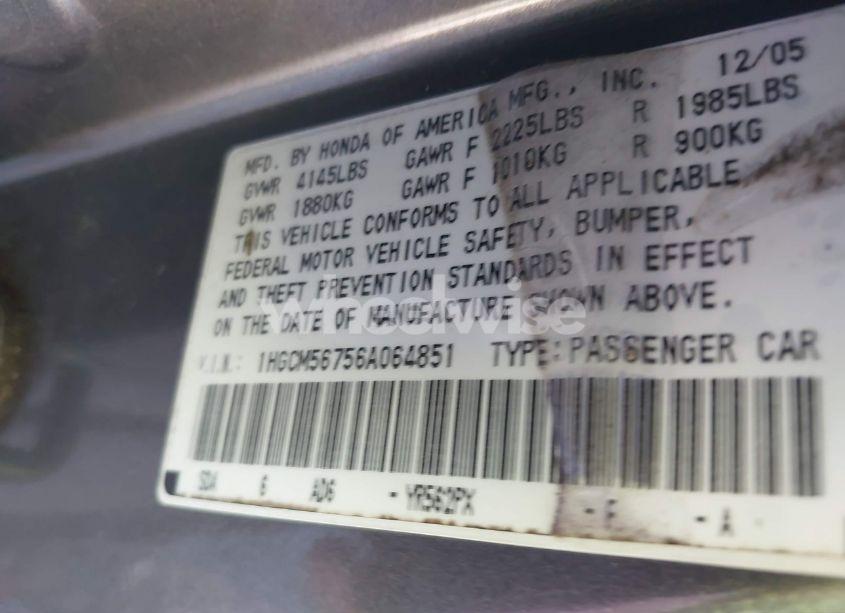 12/05
MFD. BY HONDA OF AMERICA MFG., INC.
GVWR 4145LBS GAWR F 2225LBS R 1985LBS
GVWR 1880KG GAWR F 1010KG R 900KG
THIS VEHICLE CONFORMS TO ALL APPLICABLE
FEDERAL MOTOR VEHICLE SAFETY, BUMPER,
AND THEFT PREVENTION STANDARDS IN EFFECT
ON THE DATE OF MANUFACTURE SHOWN ABOVE.
V.I.N.: 1HGCM56756A064851 TYPE:PASSENGER CAR
SDA 6 AD6 -YR562PX -F -A
wheelwise